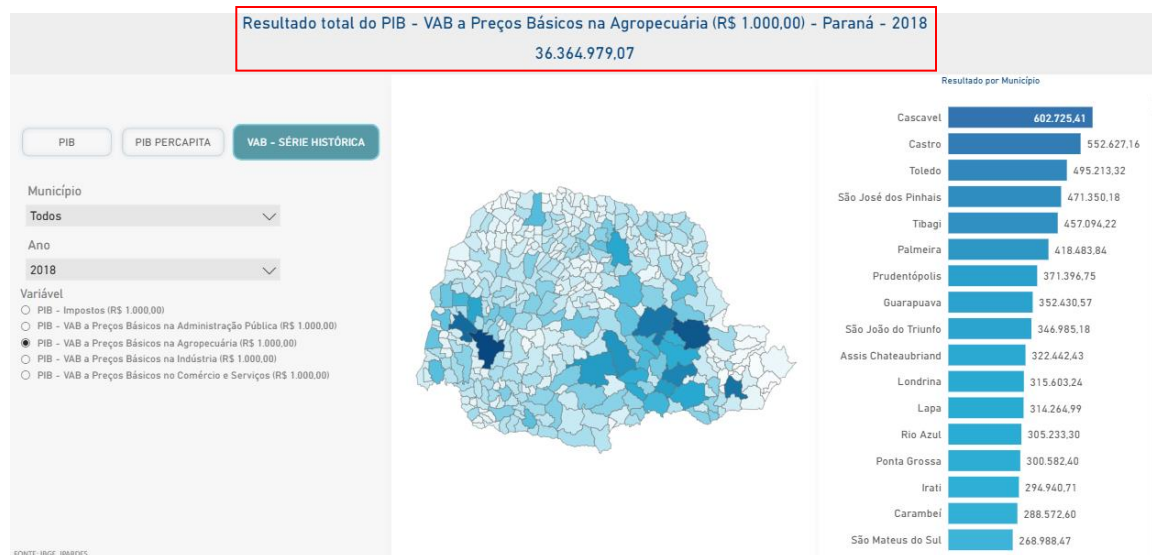 Resultado total do PIB - VAB a Preços Básicos na Agropecuária (R$ 1.000,00) - Paraná - 2018
36.364.979,07
PIB
PIB PERCAPITA
VAB - SÉRIE HISTÓRICA
Município
Todos
Ano
2018
Variável
PIB - Impostos (R$ 1.000,00)
PIB - VAB a Preços Básicos na Administração Pública (R$ 1.000,00)
PIB - VAB a Preços Básicos na Agropecuária (R$ 1.000,00)
PIB - VAB a Preços Básicos na Indústria (R$ 1.000,00)
PIB - VAB a Preços Básicos no Comércio e Serviços (R$ 1.000,00)
FONTE: IBGE, IPARDES
Resultado por Município
Cascavel 602.725,41
Castro 552.627,16
Toledo 495.213,32
São José dos Pinhais 471.350,18
Tibagi 457.094,22
Palmeira 418.483,84
Prudentópolis 371.396,75
Guarapuava 352.430,57
São João do Triunfo 346.985,18
Assis Chateaubriand 322.442,43
Londrina 315.603,24
Lapa 314.264,99
Rio Azul 305.233,30
Ponta Grossa 300.582,40
Irati 294.940,71
Carambeí 288.572,60
São Mateus do Sul 268.988,47